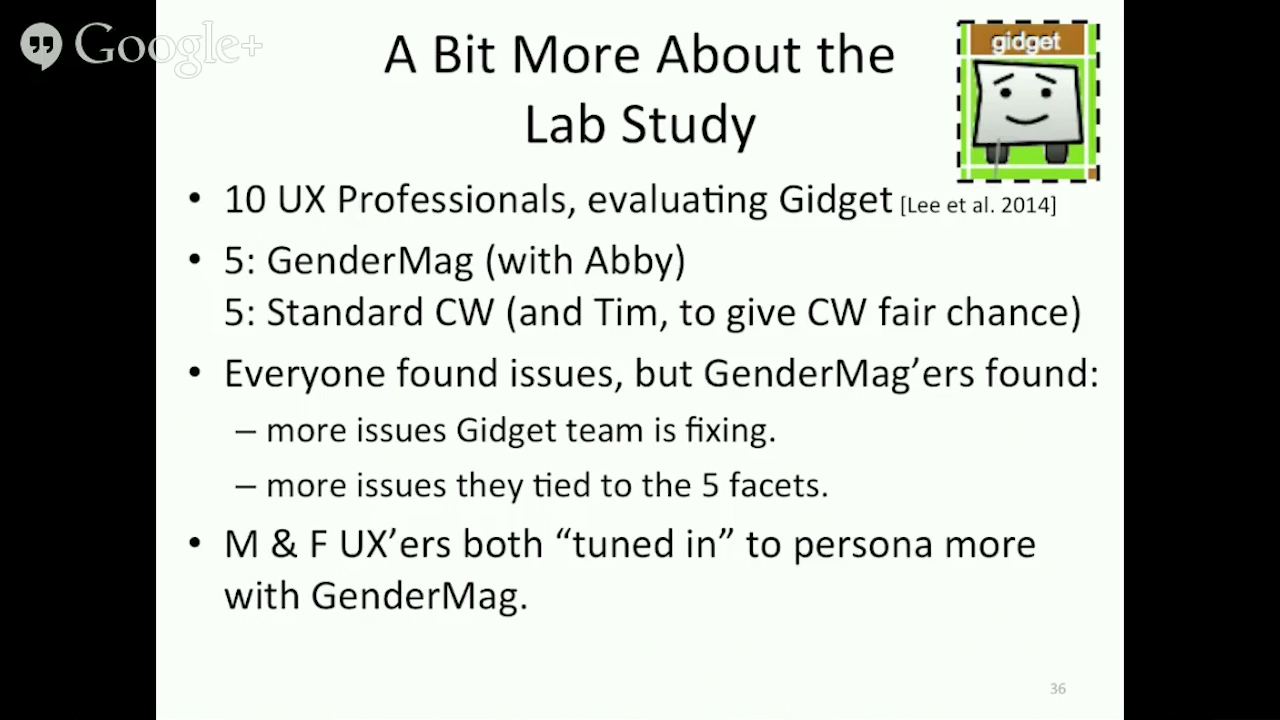 Google+
gidget
A Bit More About the
Lab Study
• 10 UX Professionals, evaluating Gidget [Lee et al. 2014]
• 5: GenderMag (with Abby)
5: Standard CW (and Tim, to give CW fair chance)
• Everyone found issues, but GenderMag’ers found:
– more issues Gidget team is fixing.
– more issues they tied to the 5 facets.
• M & F UX’ers both “tuned in” to persona more
with GenderMag.
36